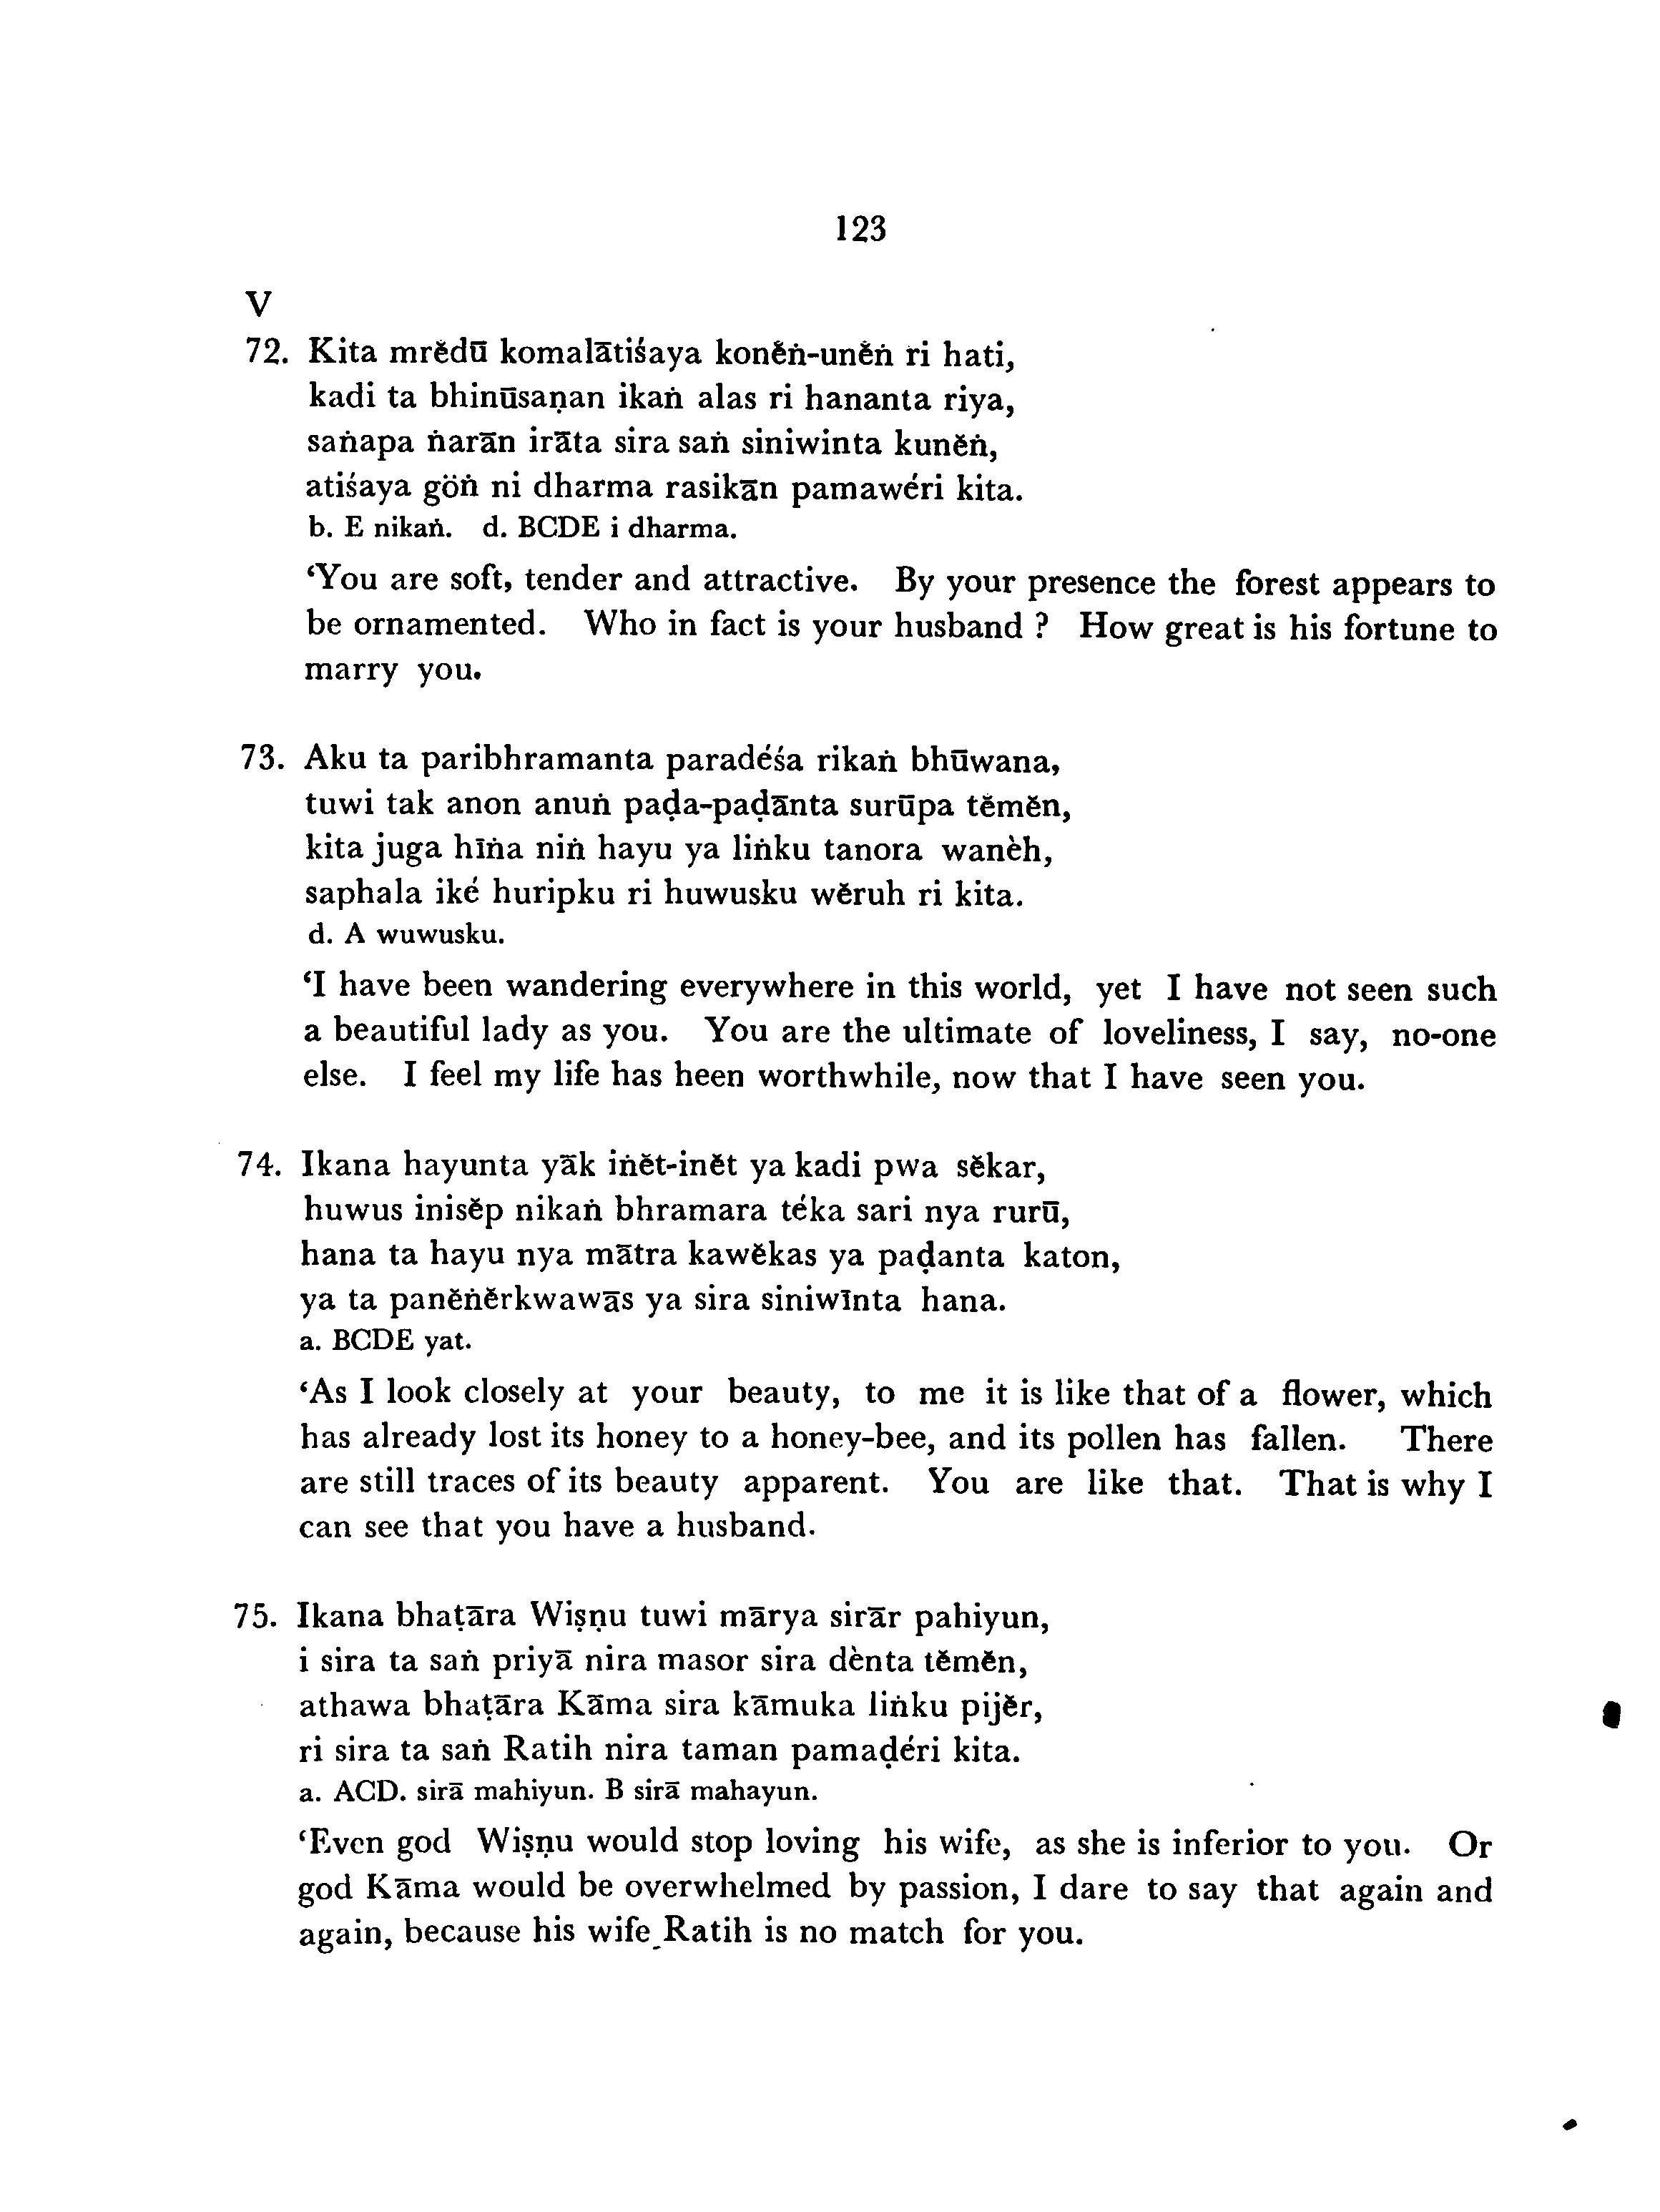 123
V
72. Kita mrĕdū komalātiśaya konĕṅ-unĕṅ ri hati,
kadi ta bhinūsaṇan ikaṅ alas ri hananta riya,
saṅapa ṅarān irāta sira saṅ siniwinta kunĕṅ,
atiśaya göṅ ni dharma rasikān pamawéri kita.
b. E nikaṅ. d. BCDE i dharma.
‘You are soft, tender and attractive. By your presence the forest appears to
be ornamented. Who in fact is your husband ? How great is his fortune to
marry you.
73. Aku ta paribhramanta paradéśa rikaṅ bhūwana,
tuwi tak anon anuṅ paḍa-paḍānta surūpa tĕmĕn,
kita juga hīṅa niṅ hayu ya liṅku tanora wanèh,
saphala iké huripku ri huwusku wĕruh ri kita.
d. A wuwusku.
‘I have been wandering everywhere in this world, yet I have not seen such
a beautiful lady as you. You are the ultimate of loveliness, I say, no-one
else. I feel my life has heen worthwhile, now that I have seen you.
74. Ikana hayunta yāk iṅĕt-inĕt ya kadi pwa sĕkar,
huwus inisĕp nikaṅ bhramara téka sari nya rurū,
hana ta hayu nya mātra kawĕkas ya paḍanta katon,
ya ta panĕṅĕrkwawās ya sira siniwīnta hana.
a. BCDE yat.
‘As I look closely at your beauty, to me it is like that of a flower, which
has already lost its honey to a honey-bee, and its pollen has fallen. There
are still traces of its beauty apparent. You are like that. That is why I
can see that you have a husband.
75. Ikana bhaṭāra Wiṣṇu tuwi mārya sirār pahiyun,
i sira ta saṅ priyā nira masor sira dènta tĕmĕn,
athawa bhaṭāra Kāma sira kāmuka liṅku pijĕr,
ri sira ta saṅ Ratih nira taman pamaḍéri kita.
a. ACD. sirā mahiyun. B sirā mahayun.
‘Even god Wiṣṇu would stop loving his wife, as she is inferior to you. Or
god Kāma would be overwhelmed by passion, I dare to say that again and
again, because his wife Ratih is no match for you.